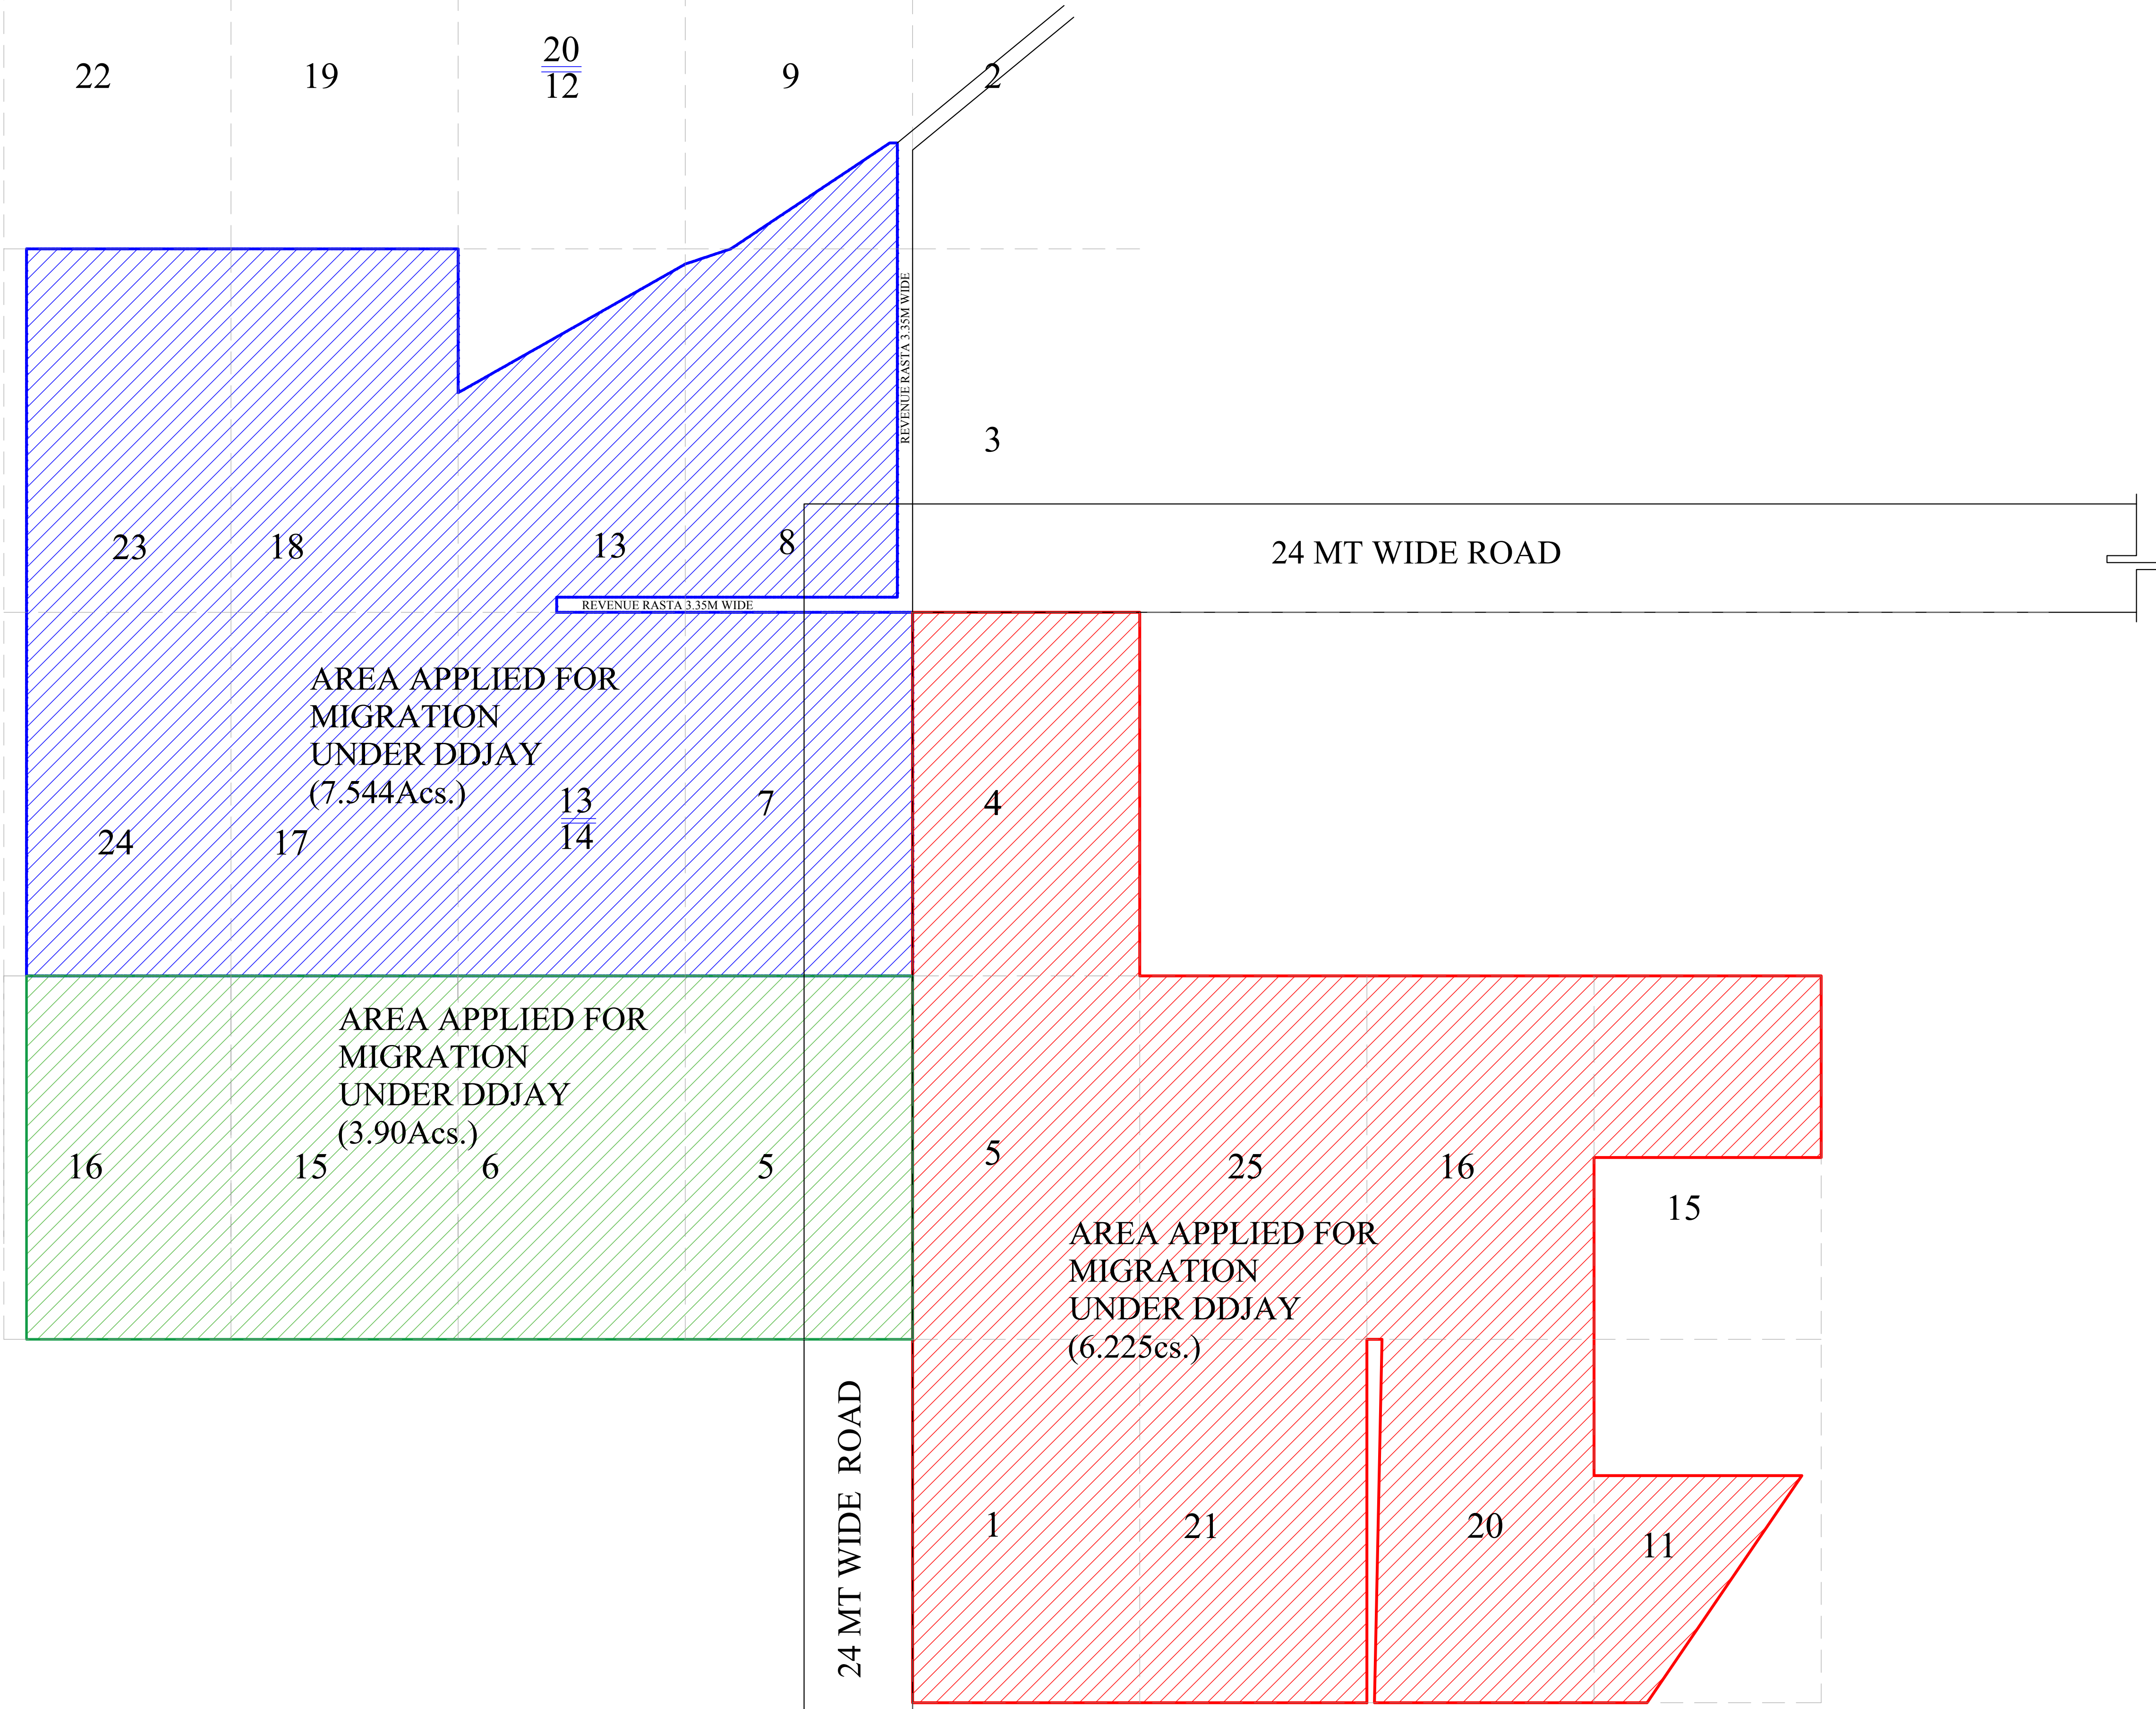 22
19
20
12
9
2
REVENUE RASTA 3.35M WIDE
3
23
18
13
8
24 MT WIDE ROAD
REVENUE RASTA 3.35M WIDE
AREA APPLIED FOR
MIGRATION
UNDER DDJAY
(7.544Acs.)
24
17
13
14
7
4
AREA APPLIED FOR
MIGRATION
UNDER DDJAY
(3.90Acs.)
16
15
6
5
5
25
16
15
AREA APPLIED FOR
MIGRATION
UNDER DDJAY
(6.225cs.)
24 MT WIDE ROAD
1
21
20
11